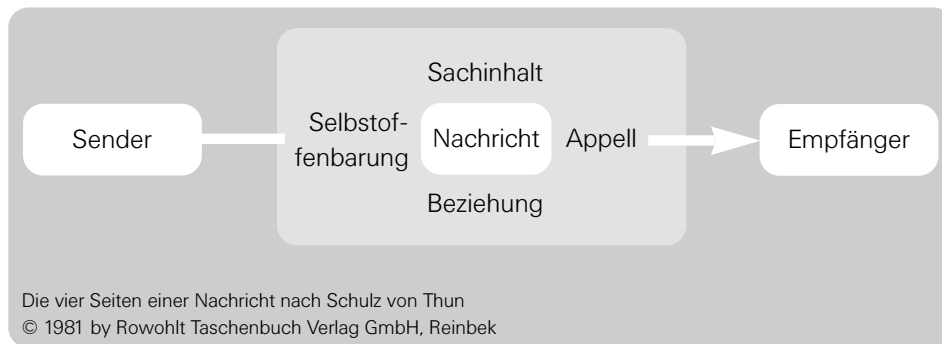 Sachinhalt
Sender
Selbstof-
fenbarung
Nachricht
Appell
Empfänger
Beziehung
Die vier Seiten einer Nachricht nach Schulz von Thun
© 1981 by Rowohlt Taschenbuch Verlag GmbH, Reinbek